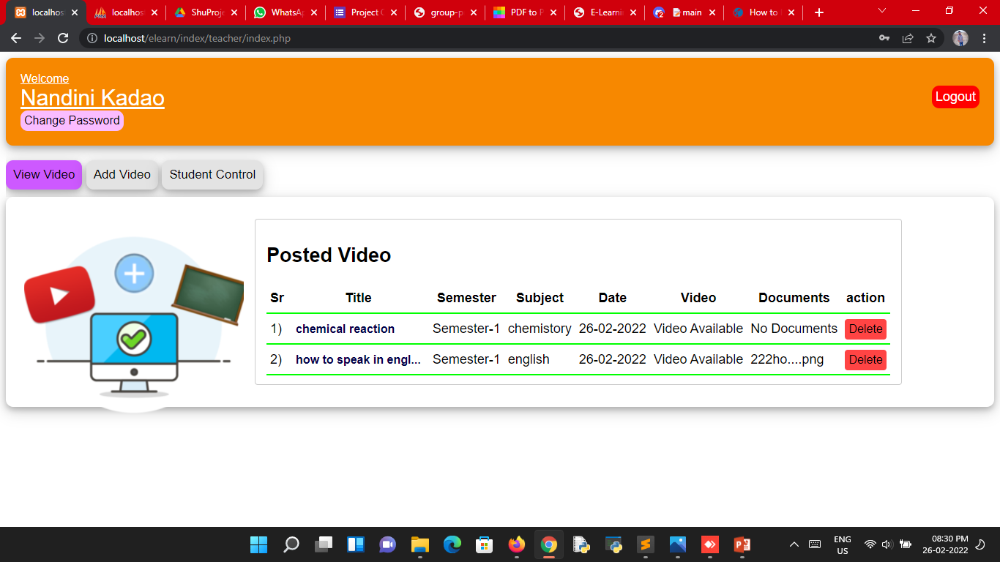 localhos
localhos
ShuProje
WhatsAp
Project
group-p
PDF to P
E-Learni
main
How to
localhost/elearn/index/teacher/index.php
Welcome
Nandini Kadao
Change Password
Logout
View Video
Add Video
Student Control
Posted Video
Sr Title Semester Subject Date Video Documents action
1) chemical reaction Semester-1 chemistory 26-02-2022 Video Available No Documents Delete
2) how to speak in engl... Semester-1 english 26-02-2022 Video Available 222ho....png Delete
ENG
US
08:30 PM
26-02-2022